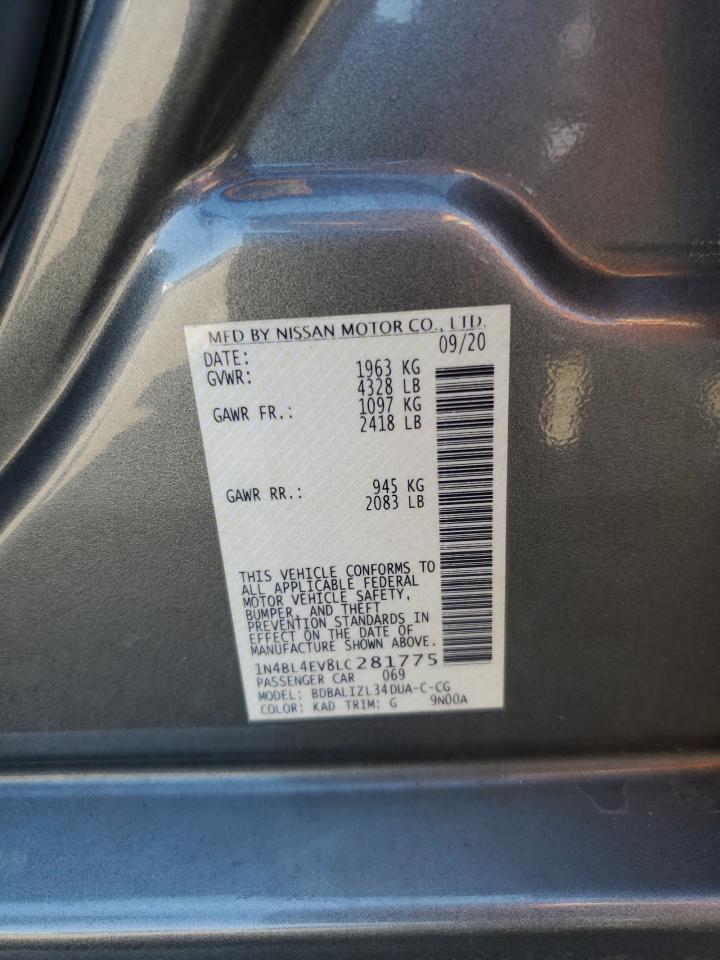 MFD BY NISSAN MOTOR CO., LTD.
DATE: 09/20
GVWR: 1963 KG
4328 LB
GAWR FR.: 1097 KG
2418 LB
GAWR RR.: 945 KG
2083 LB
THIS VEHICLE CONFORMS TO
ALL APPLICABLE FEDERAL
MOTOR VEHICLE SAFETY,
BUMPER, AND THEFT
PREVENTION STANDARDS IN
EFFECT ON THE DATE OF
MANUFACTURE SHOWN ABOVE.
1N4BL4EV8LC281775
PASSENGER CAR 069
MODEL: BDBALIZL34DUA-C-CG
COLOR: KAD TRIM: G 9N00A